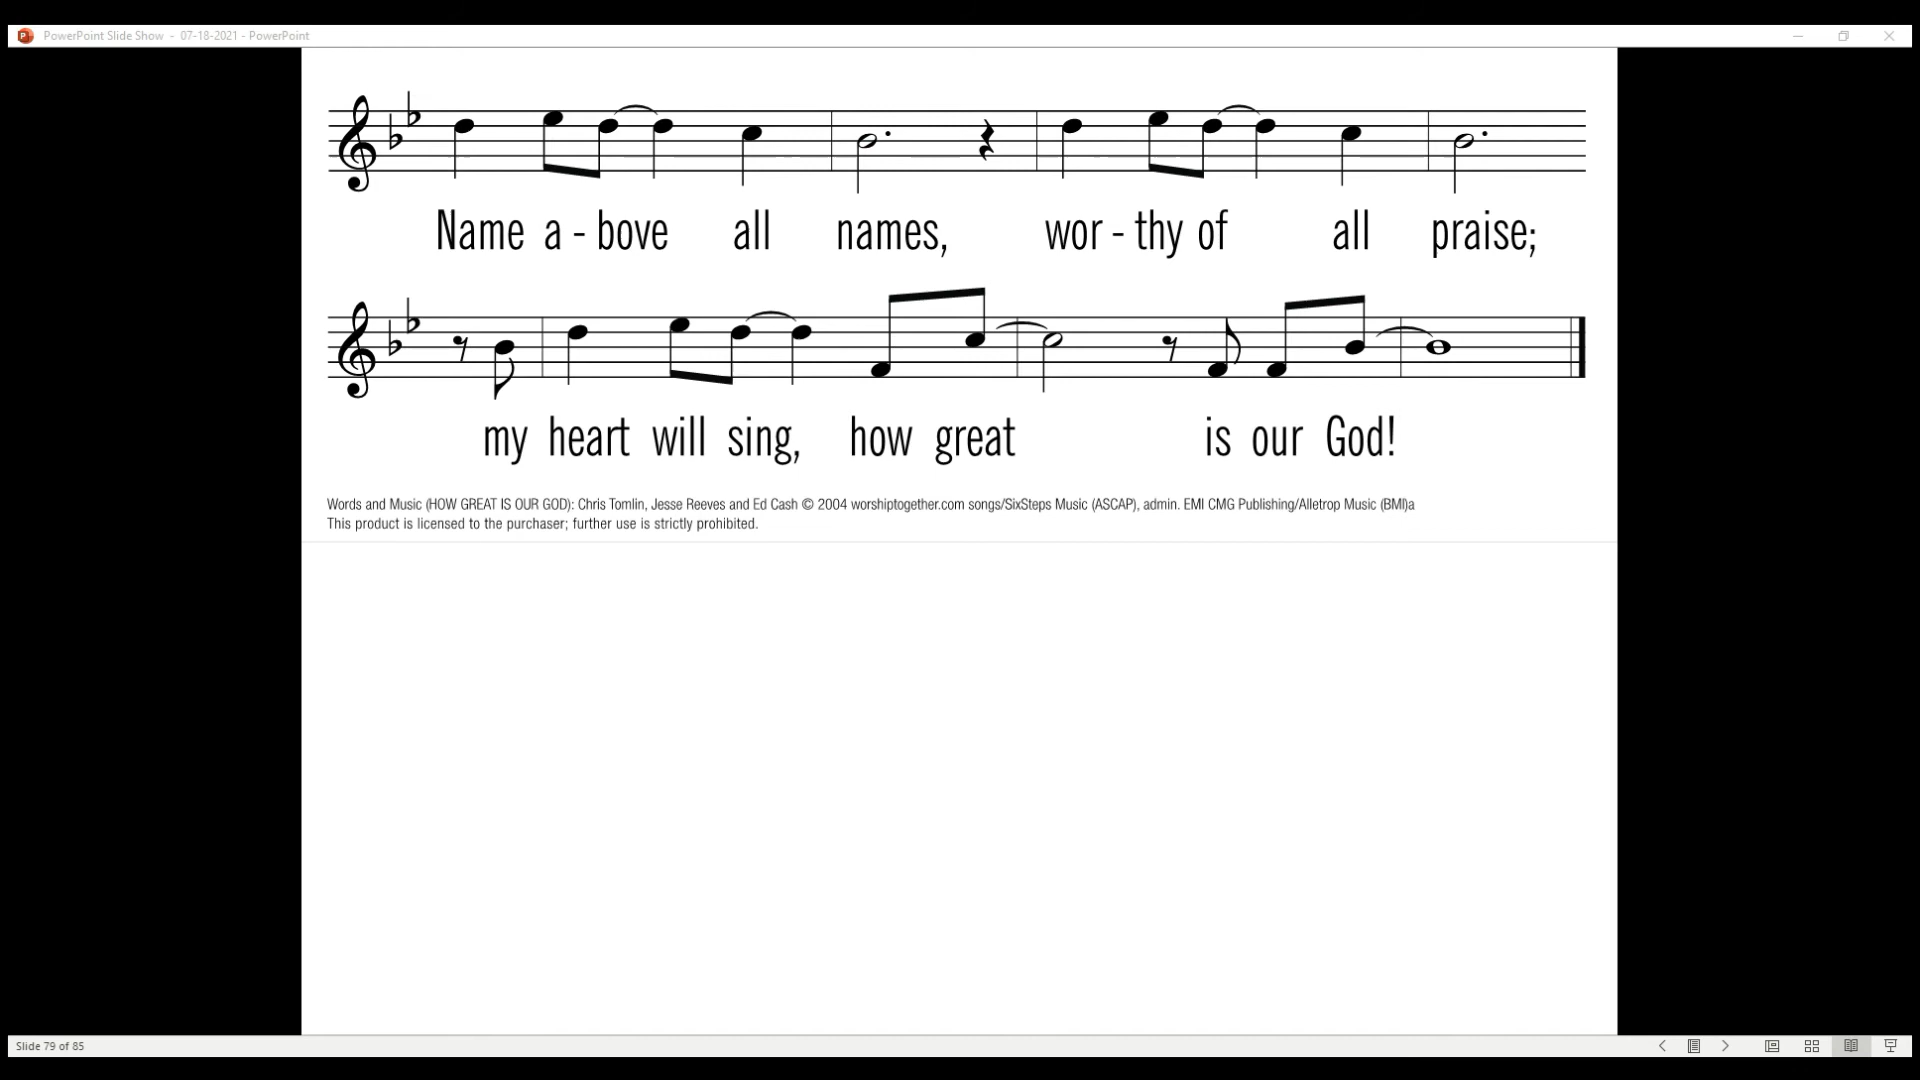 PowerPoint Slide Show - 07-18-2021 - PowerPoint
Name a - bove all names, wor - thy of all praise;
my heart will sing, how great is our God!
Words and Music (HOW GREAT IS OUR GOD): Chris Tomlin, Jesse Reeves and Ed Cash © 2004 worshiptogether.com songs/SixSteps Music (ASCAP), admin. EMI CMG Publishing/Alletrop Music (BMI)a
This product is licensed to the purchaser; further use is strictly prohibited.
Slide 79 of 85